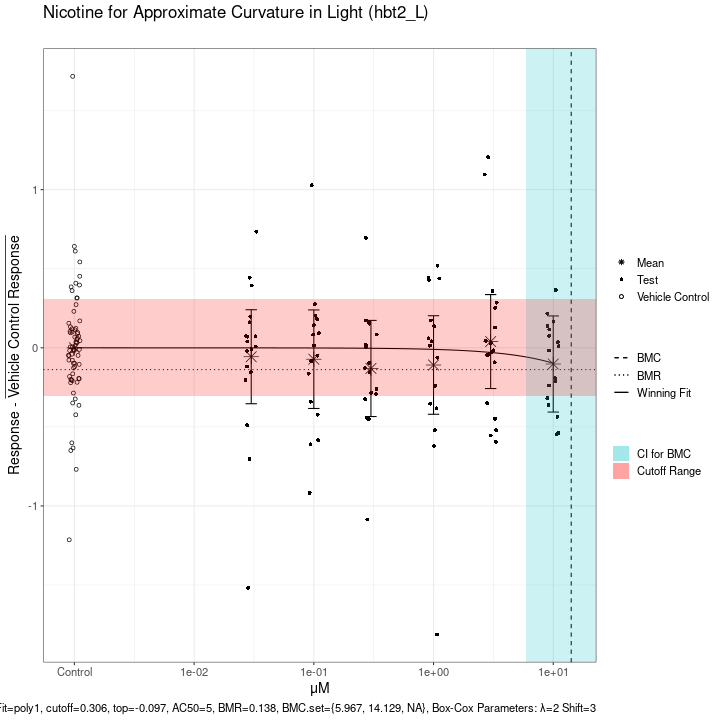 Nicotine for Approximate Curvature in Light (hbt2_L)
Response - Vehicle Control Response
1
0
-1
Control
1e-02
1e-01
1e+00
1e+01
µM
Mean
Test
Vehicle Control
BMC
BMR
Winning Fit
CI for BMC
Cutoff Range
Fit=poly1, cutoff=0.306, top=-0.097, AC50=5, BMR=0.138, BMC.set={5.967, 14.129, NA}, Box-Cox Parameters: λ=2 Shift=3